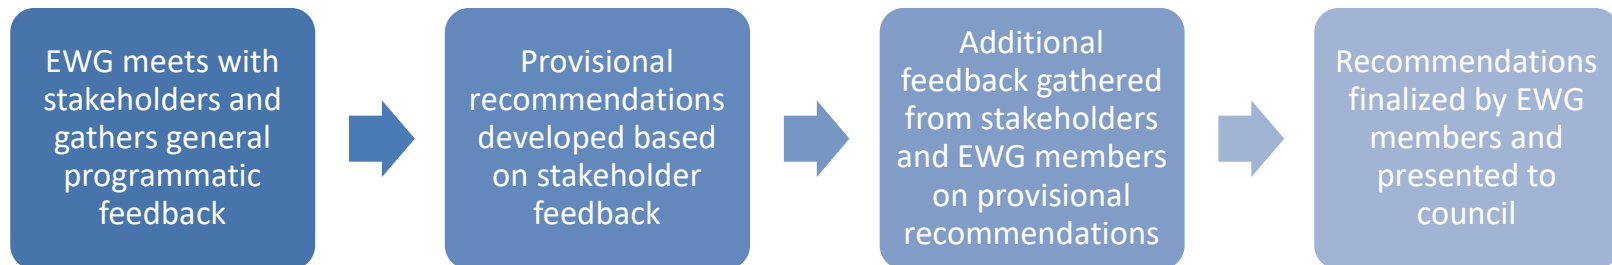 EWG meets with
stakeholders and
gathers general
programmatic
feedback
Provisional
recommendations
developed based
on stakeholder
feedback
Additional
feedback gathered
from stakeholders
and EWG members
on provisional
recommendations
Recommendations
finalized by EWG
members and
presented to
council